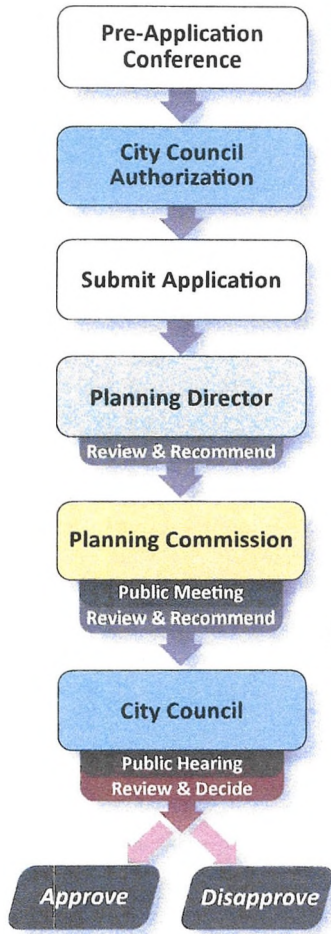 Pre-Application
Conference
City Council
Authorization
Submit Application
Planning Director
Review & Recommend
Planning Commission
Public Meeting
Review & Recommend
City Council
Public Hearing
Review & Decide
Approve
Disapprove